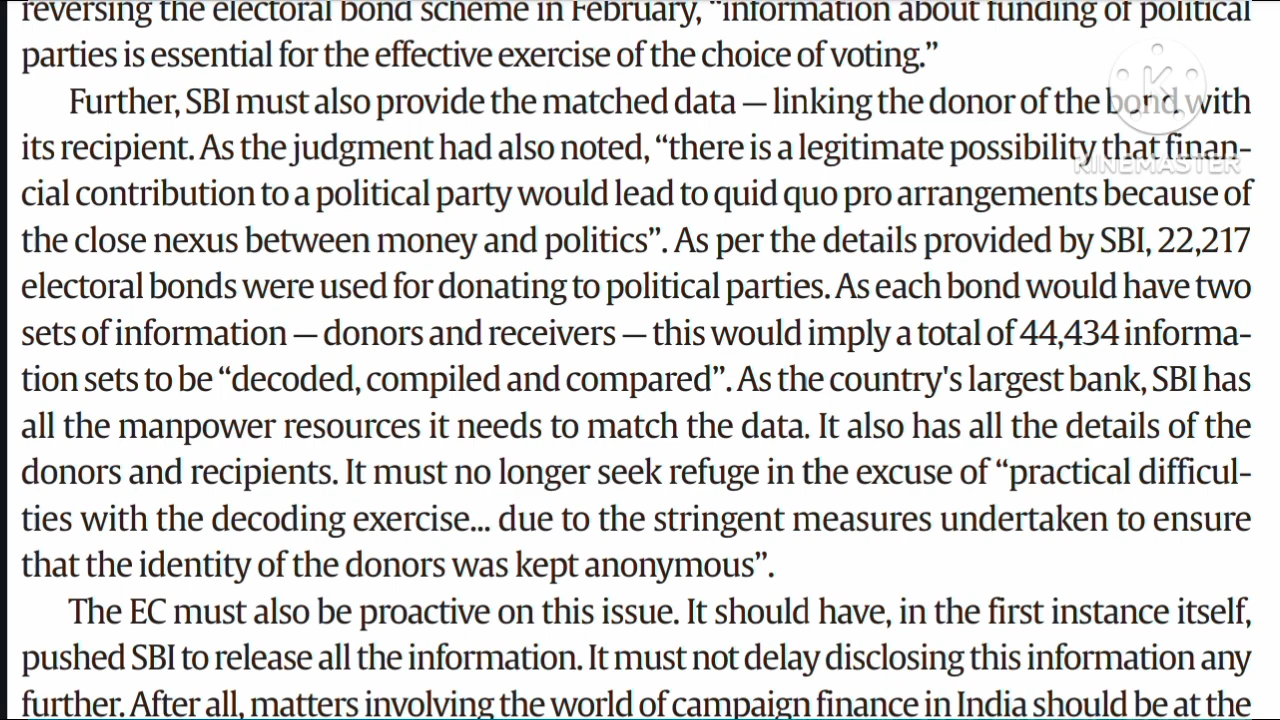 reversing the electoral bond scheme in February, “information about funding of political
parties is essential for the effective exercise of the choice of voting.”
Further, SBI must also provide the matched data — linking the donor of the bond with
its recipient. As the judgment had also noted, “there is a legitimate possibility that finan-
cial contribution to a political party would lead to quid quo pro arrangements because of
the close nexus between money and politics”. As per the details provided by SBI, 22,217
electoral bonds were used for donating to political parties. As each bond would have two
sets of information — donors and receivers — this would imply a total of 44,434 informa-
tion sets to be “decoded, compiled and compared”. As the country's largest bank, SBI has
all the manpower resources it needs to match the data. It also has all the details of the
donors and recipients. It must no longer seek refuge in the excuse of “practical difficul-
ties with the decoding exercise... due to the stringent measures undertaken to ensure
that the identity of the donors was kept anonymous”.
The EC must also be proactive on this issue. It should have, in the first instance itself,
pushed SBI to release all the information. It must not delay disclosing this information any
further. After all, matters involving the world of campaign finance in India should be at the
K
KINEMASTER